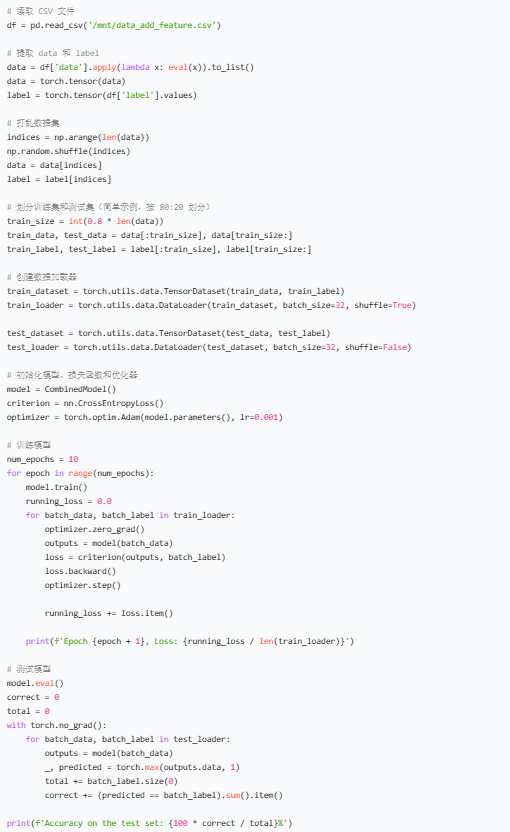 # 读取 CSV 文件
df = pd.read_csv('/mnt/data_add_feature.csv')
# 提取 data 和 label
data = df['data'].apply(lambda x: eval(x)).to_list()
data = torch.tensor(data)
label = torch.tensor(df['label'].values)
# 打乱数据集
indices = np.arange(len(data))
np.random.shuffle(indices)
data = data[indices]
label = label[indices]
# 划分训练集和测试集（简单示例，按 80:20 划分）
train_size = int(0.8 * len(data))
train_data, test_data = data[:train_size], data[train_size:]
train_label, test_label = label[:train_size], label[train_size:]
# 创建数据加载器
train_dataset = torch.utils.data.TensorDataset(train_data, train_label)
train_loader = torch.utils.data.DataLoader(train_dataset, batch_size=32, shuffle=True)
test_dataset = torch.utils.data.TensorDataset(test_data, test_label)
test_loader = torch.utils.data.DataLoader(test_dataset, batch_size=32, shuffle=False)
# 初始化模型、损失函数和优化器
model = CombinedModel()
criterion = nn.CrossEntropyLoss()
optimizer = torch.optim.Adam(model.parameters(), lr=0.001)
# 训练模型
num_epochs = 10
for epoch in range(num_epochs):
    model.train()
    running_loss = 0.0
    for batch_data, batch_label in train_loader:
        optimizer.zero_grad()
        outputs = model(batch_data)
        loss = criterion(outputs, batch_label)
        loss.backward()
        optimizer.step()
        running_loss += loss.item()
    print(f'Epoch {epoch + 1}, Loss: {running_loss / len(train_loader)}')
# 测试模型
model.eval()
correct = 0
total = 0
with torch.no_grad():
    for batch_data, batch_label in test_loader:
        outputs = model(batch_data)
        _, predicted = torch.max(outputs.data, 1)
        total += batch_label.size(0)
        correct += (predicted == batch_label).sum().item()
print(f'Accuracy on the test set: {100 * correct / total}%')